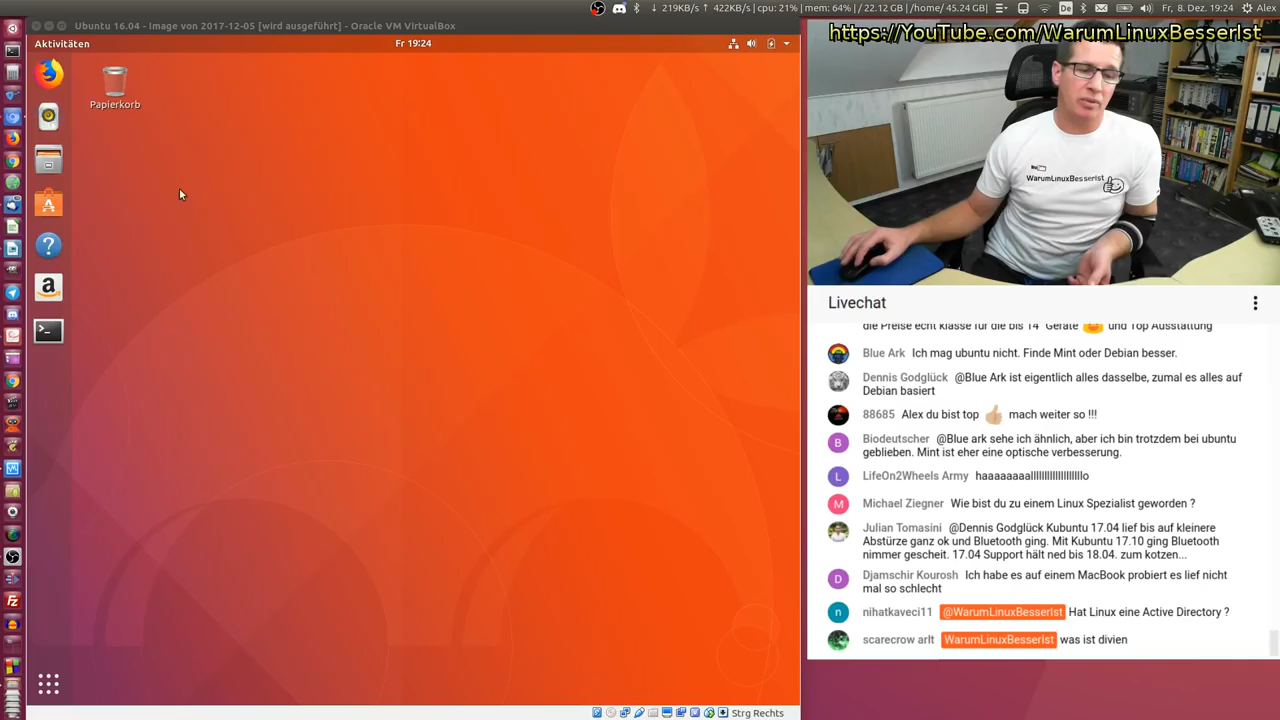 Ubuntu 16.04 - Image von 2017-12-05 [wird ausgeführt] - Oracle VM VirtualBox
↓ 219KB/s ↑ 422KB/s cpu: 21% mem: 64% / 22.12 GB /home/ 45.24 GB
De
Fr, 8. Dez, 19:24
Alex
Aktivitäten
Fr 19:24
Papierkorb
https://YouTube.com/WarumLinuxBesserIst
WarumLinuxBesserIst
Livechat
die Preise echt klasse für die bis 14" Geräte und Top Ausstattung
Blue Ark Ich mag ubuntu nicht. Finde Mint oder Debian besser.
Dennis Godglück @Blue Ark ist eigentlich alles dasselbe, zumal es alles auf
Debian basiert
88685 Alex du bist top mach weiter so !!!
B
Biodeutscher @Blue ark sehe ich ähnlich, aber ich bin trotzdem bei ubuntu
geblieben. Mint ist eher eine optische verbesserung.
L
M
Michael Ziegner Wie bist du zu einem Linux Spezialist geworden ?
Julian Tomasini @Dennis Godglück Kubuntu 17.04 lief bis auf kleinere
Abstürze ganz ok und Bluetooth ging. Mit Kubuntu 17.10 ging Bluetooth
nimmer gescheit. 17.04 Support hält ned bis 18.04. zum kotzen...
D
Djamschir Kourosh Ich habe es auf einem MacBook probiert es lief nicht
mal so schlecht
n
nihatkaveci11 @WarumLinuxBesserIst Hat Linux eine Active Directory ?
scarecrow arlt WarumLinuxBesserIst was ist divien
Strg Rechts